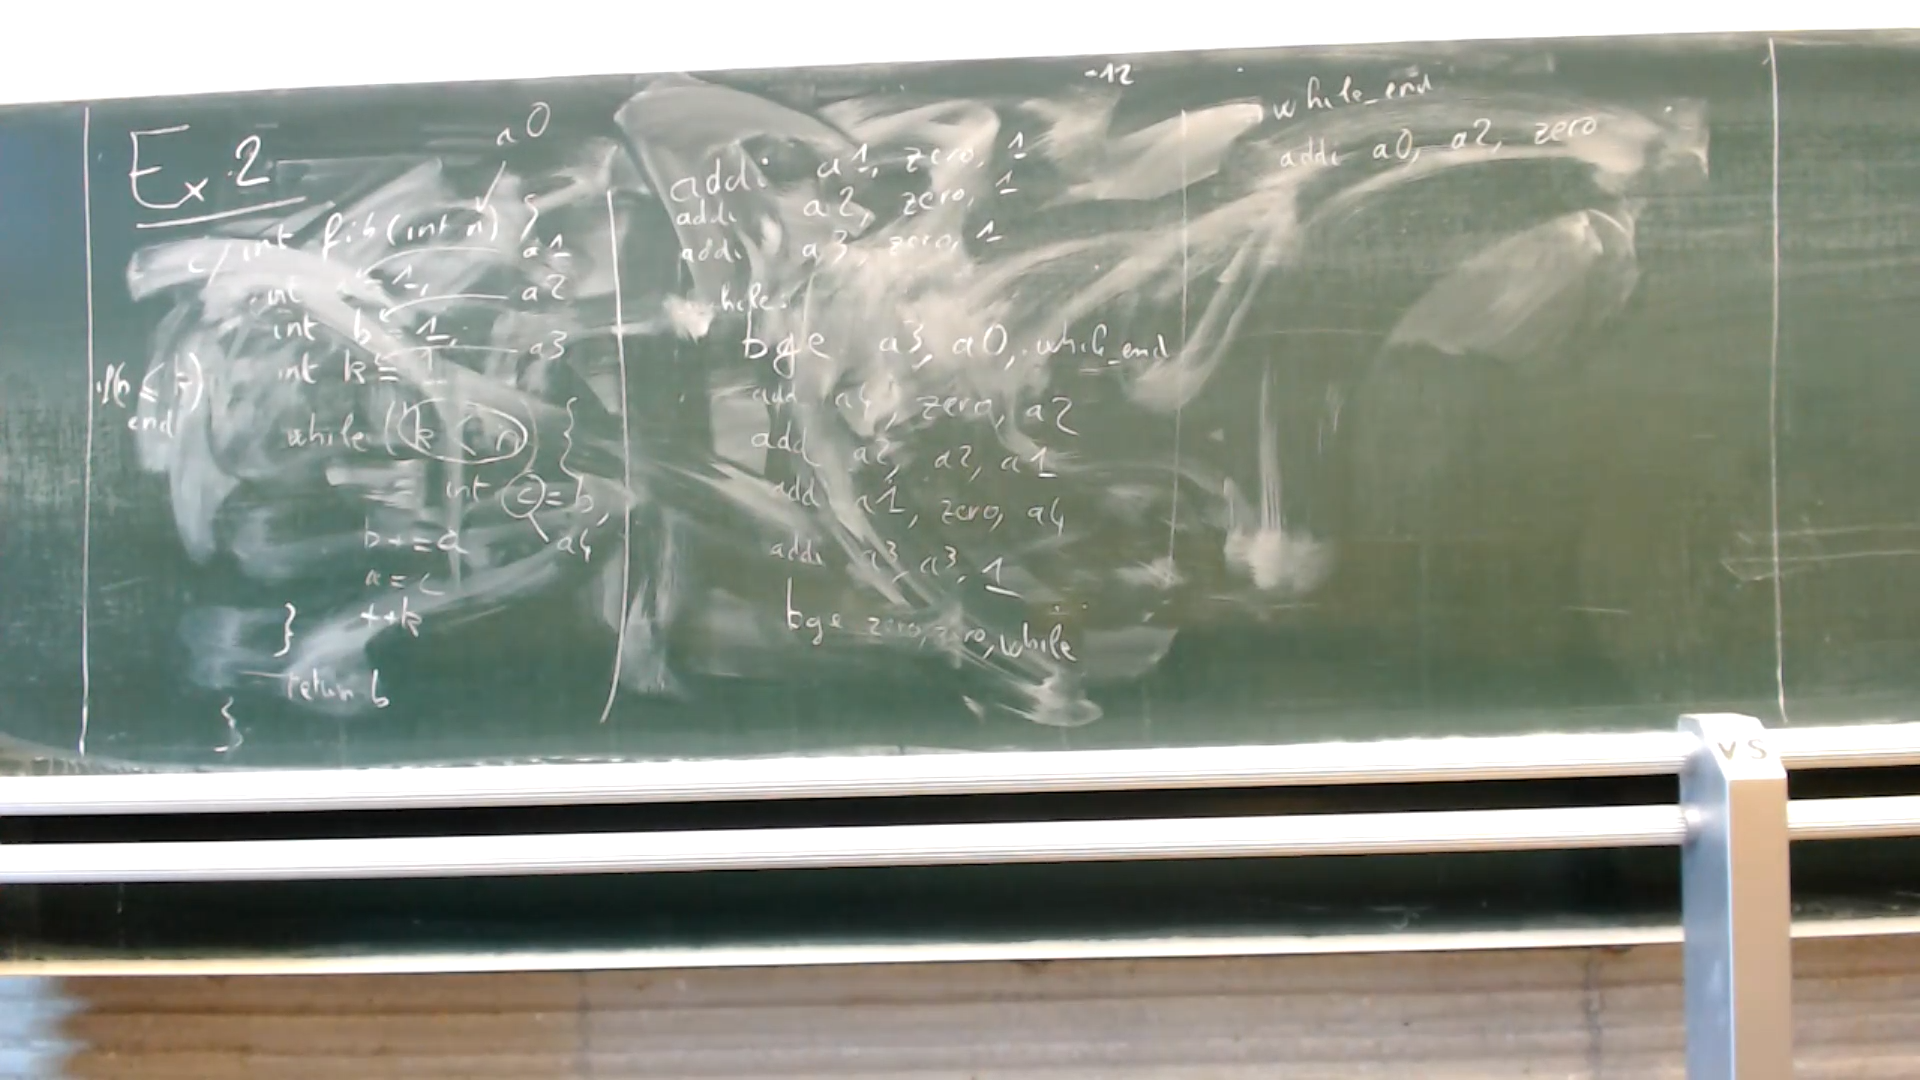 Ex 2
a0
c) int fib(int n) {
a1
int a = 1,
a2
int b = 1,
a3
int k = 1
if(n ≤ k)
end
while (k < n) {
int c = b,
b += a
a4
a = c
++k
}
return b
}
addi a1, zero, 1
addi a2, zero, 1
addi a3, zero, 1
while:
bge a3, a0, while_end
add a4, zero, a2
add a2, a2, a1
add a1, zero, a4
addi a3, a3, 1
bge zero, zero, while
-12
while_end
addi a0, a2, zero
VS